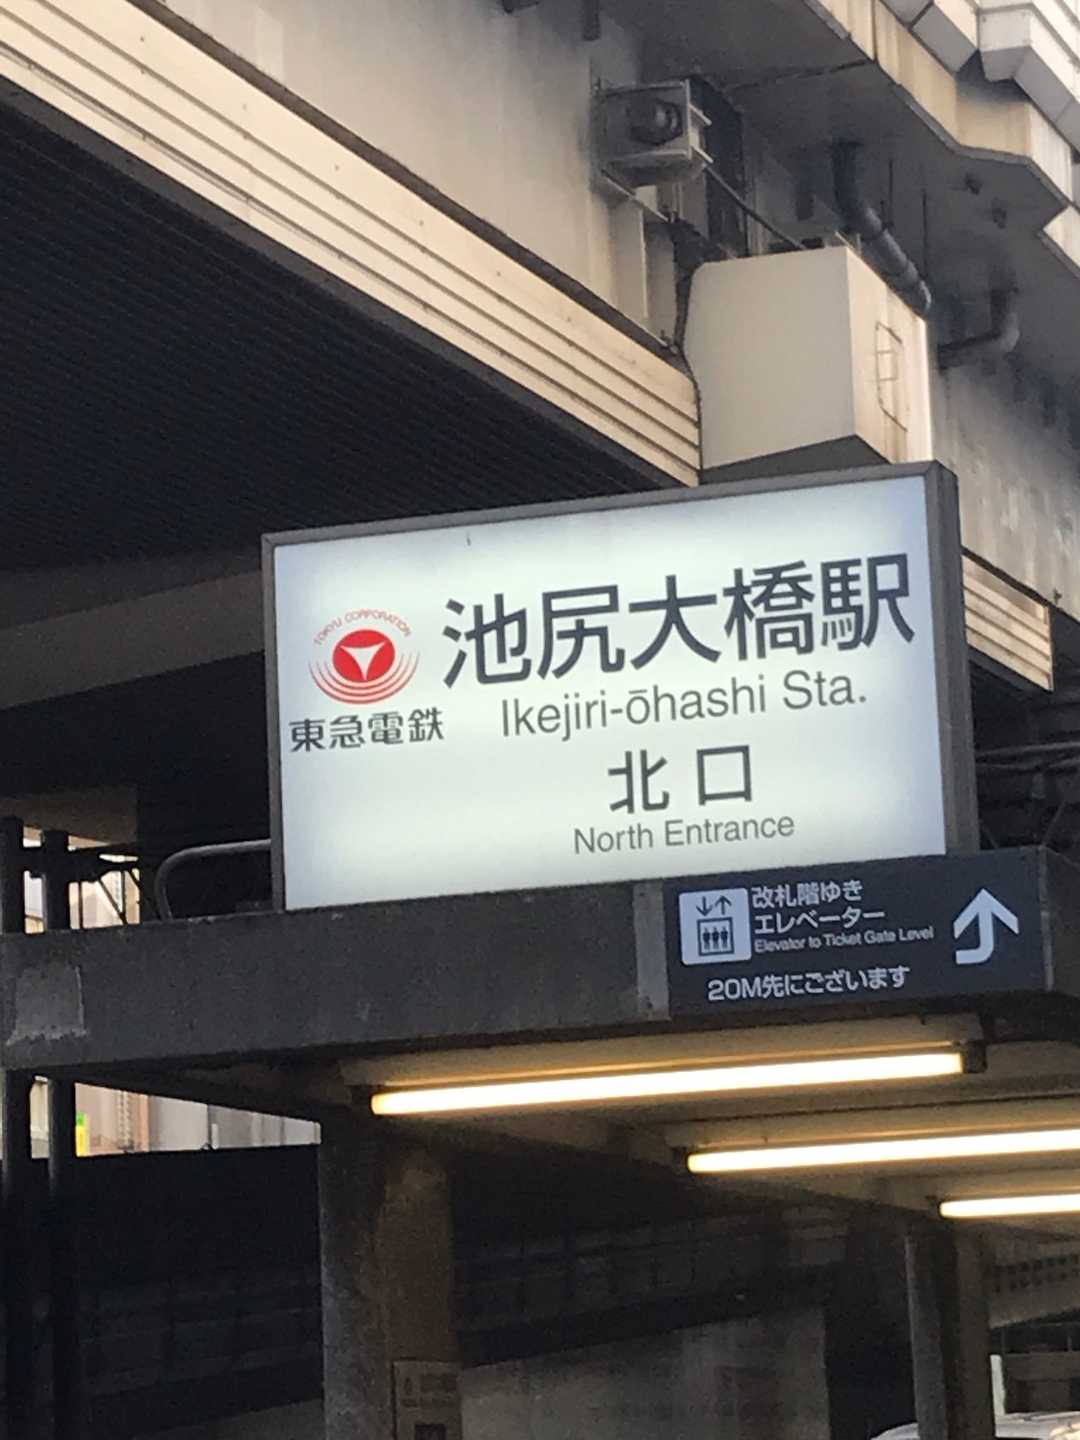 TOKYU CORPORATION
東急電鉄
池尻大橋駅
Ikejiri-ōhashi Sta.
北口
North Entrance
改札階ゆき
エレベーター
Elevator to Ticket Gate Level
20M先にございます